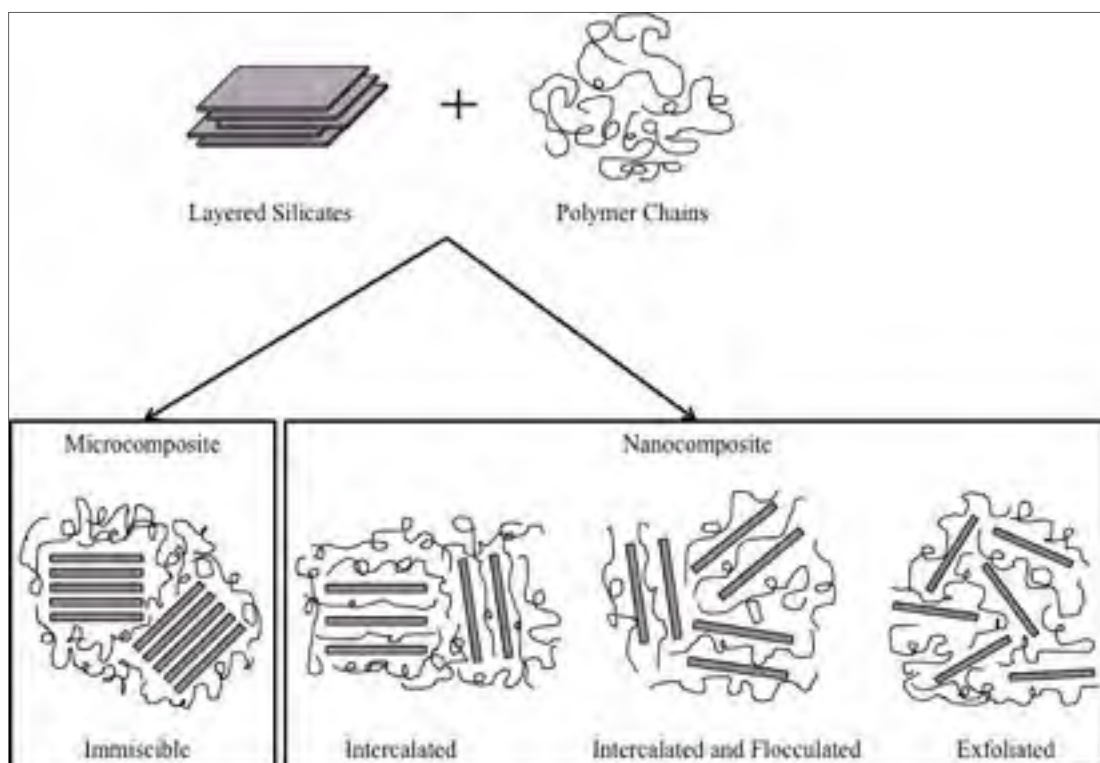 +
Layered Silicates
Polymer Chains
Microcomposite
Nanocomposite
Immiscible
Intercalated
Intercalated and Flocculated
Exfoliated